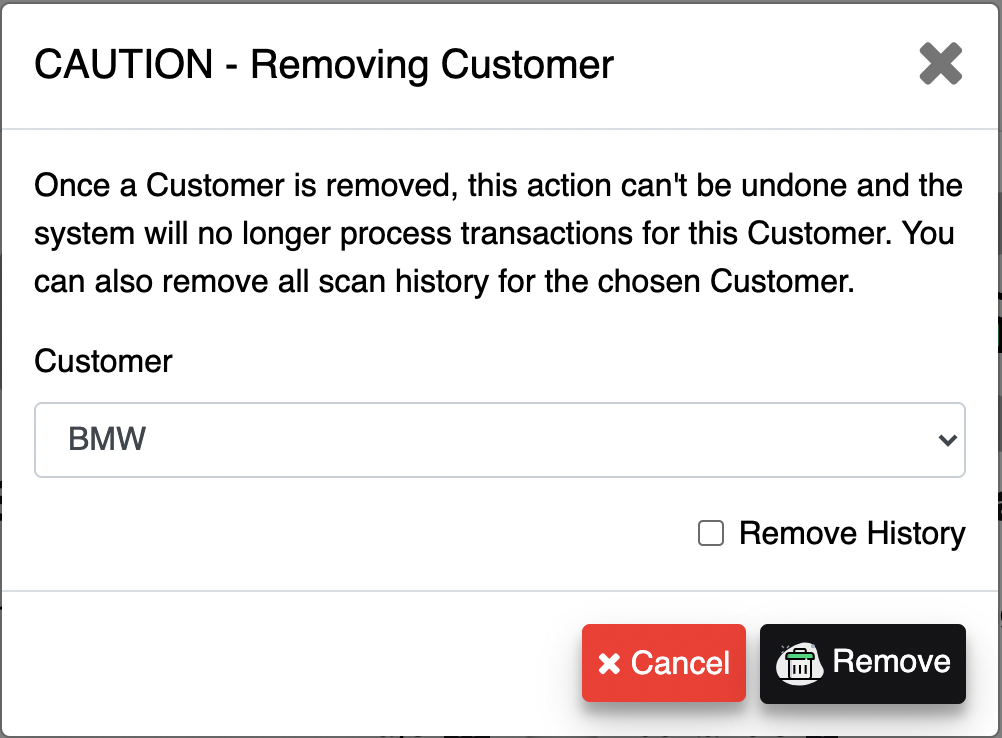 CAUTION - Removing Customer
Once a Customer is removed, this action can't be undone and the
system will no longer process transactions for this Customer. You
can also remove all scan history for the chosen Customer.
Customer
BMW
Remove History
Cancel
Remove